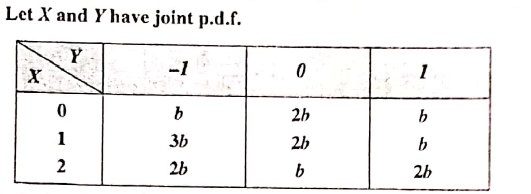 Let X and Y have joint p.d.f.
Y
X
-1 0 1
0 b 2b b
1 3b 2b b
2 2b b 2b